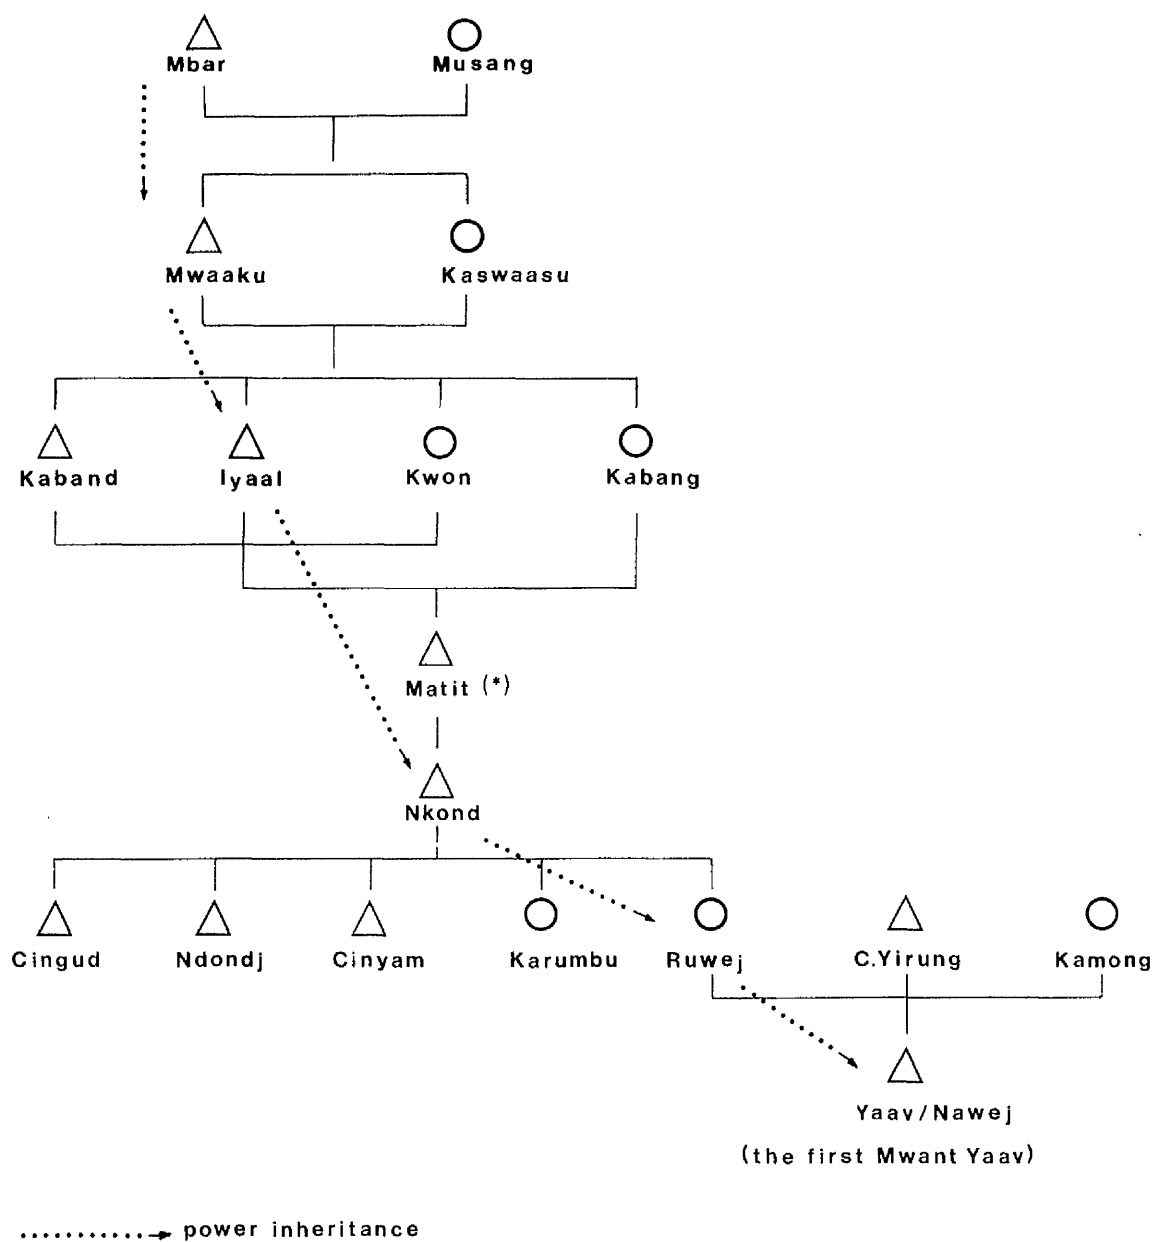 Mbar Musang
Mwaaku Kaswaasu
Kaband Iyaal Kwon Kabang
Matit (*)
Nkond
Cingud Ndondj Cinyam Karumbu Ruwej C.Yirung Kamong
Yaav/Nawej
(the first Mwant Yaav)
power inheritance